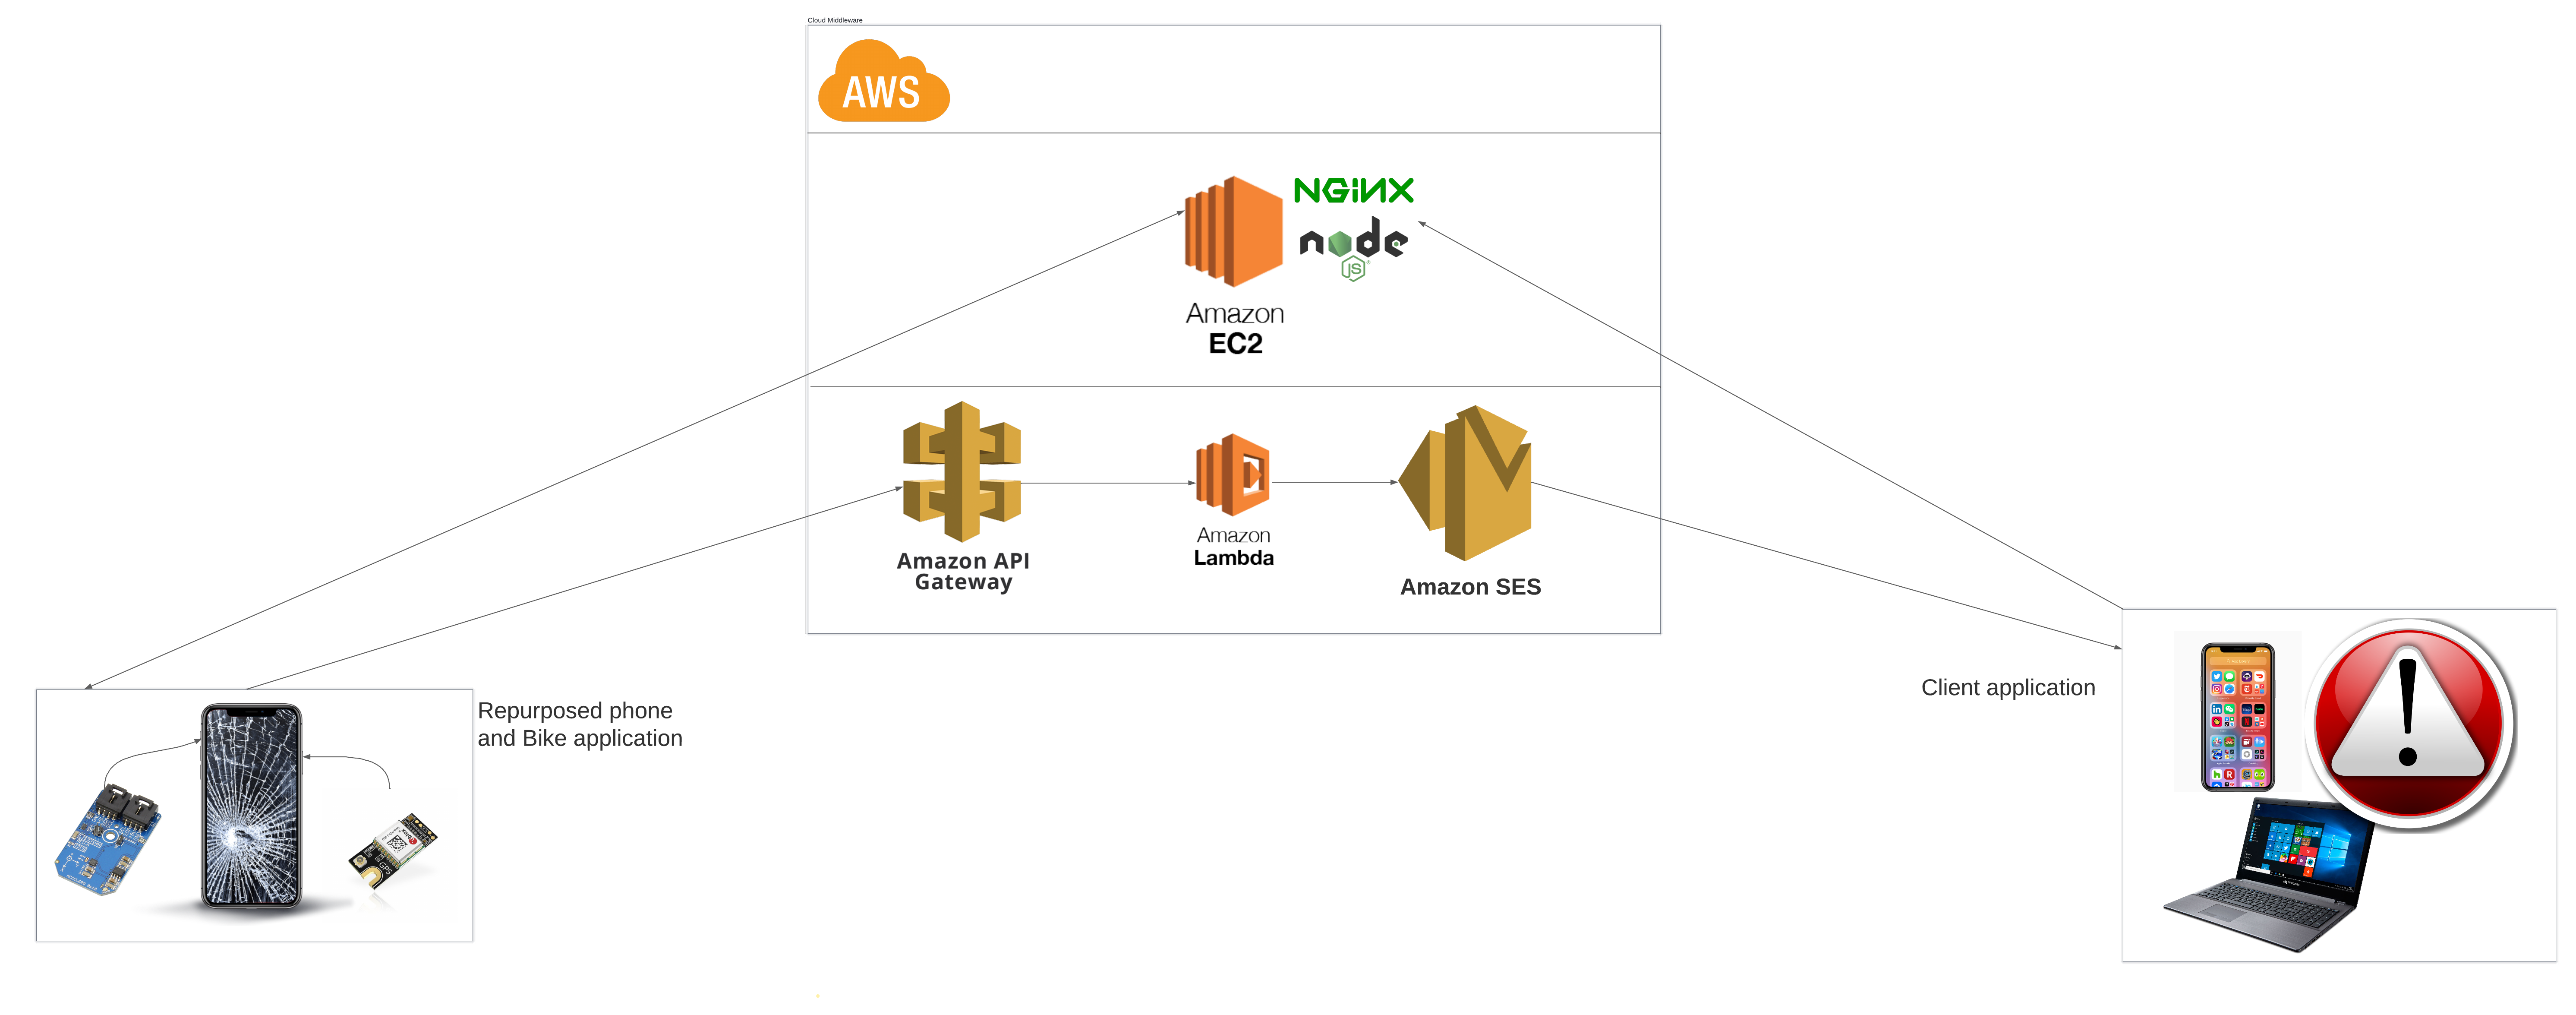 Cloud Middleware
AWS
NGiNX
node
JS
Amazon
EC2
Amazon API
Gateway
Amazon
Lambda
Amazon SES
Repurposed phone
and Bike application
Client application
GPS